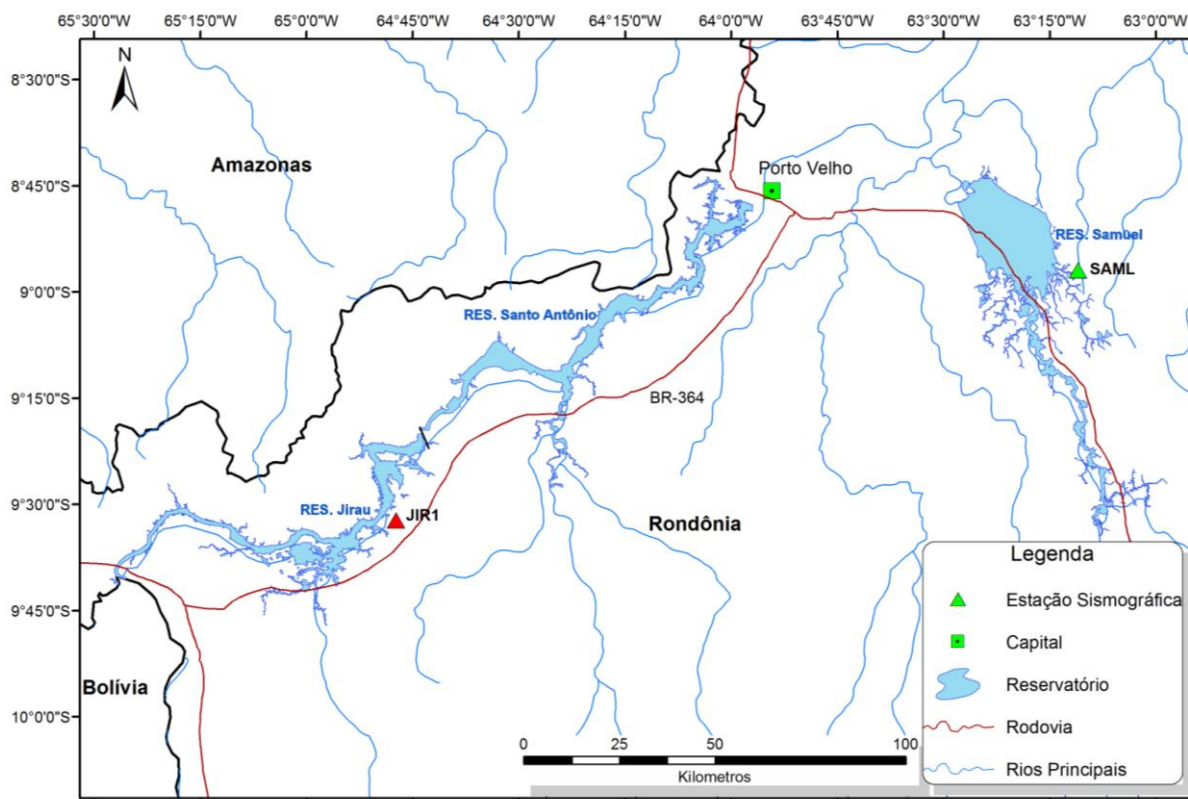 65°30'0"W 65°15'0"W 65°0'0"W 64°45'0"W 64°30'0"W 64°15'0"W 64°0'0"W 63°45'0"W 63°30'0"W 63°15'0"W 63°0'0"W
N
8°30'0"S
Amazonas
Porto Velho
8°45'0"S
RES. Samuel
SAML
9°0'0"S
RES. Santo Antônio
9°15'0"S
BR-364
9°30'0"S
RES. Jirau
JIR1
Rondônia
9°45'0"S
Bolívia
10°0'0"S
0 25 50 100
Kilometros
Legenda
Estação Sismográfica
Capital
Reservatório
Rodovia
Rios Principais